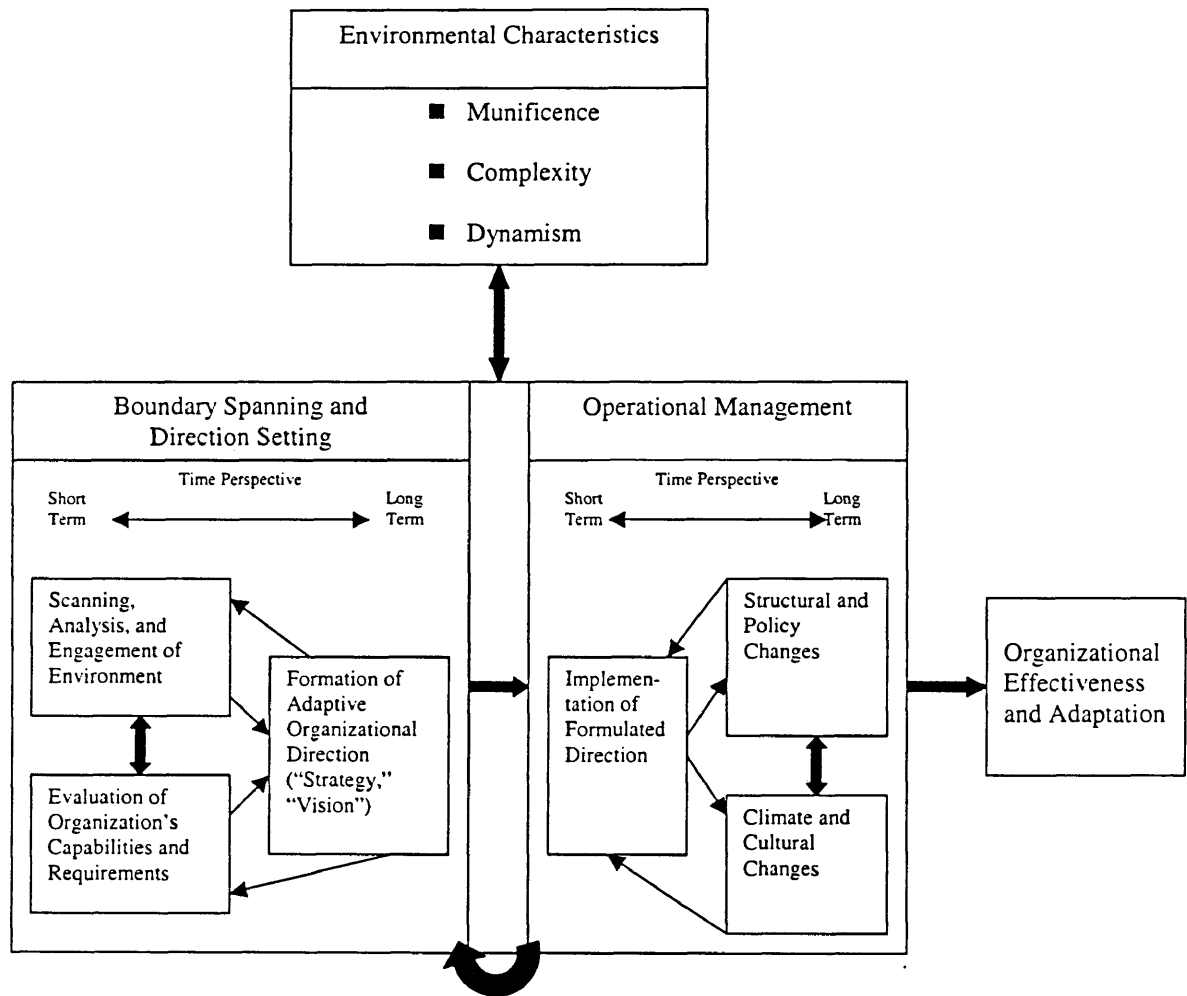 Environmental Characteristics
■ Munificence
■ Complexity
■ Dynamism
Boundary Spanning and
Direction Setting
Time Perspective
Short
Term
Long
Term
Scanning,
Analysis, and
Engagement of
Environment
Evaluation of
Organization's
Capabilities and
Requirements
Formation of
Adaptive
Organizational
Direction
("Strategy,"
"Vision")
Operational Management
Time Perspective
Short
Term
Long
Term
Implemen-
tation of
Formulated
Direction
Structural and
Policy
Changes
Climate and
Cultural
Changes
Organizational
Effectiveness
and Adaptation